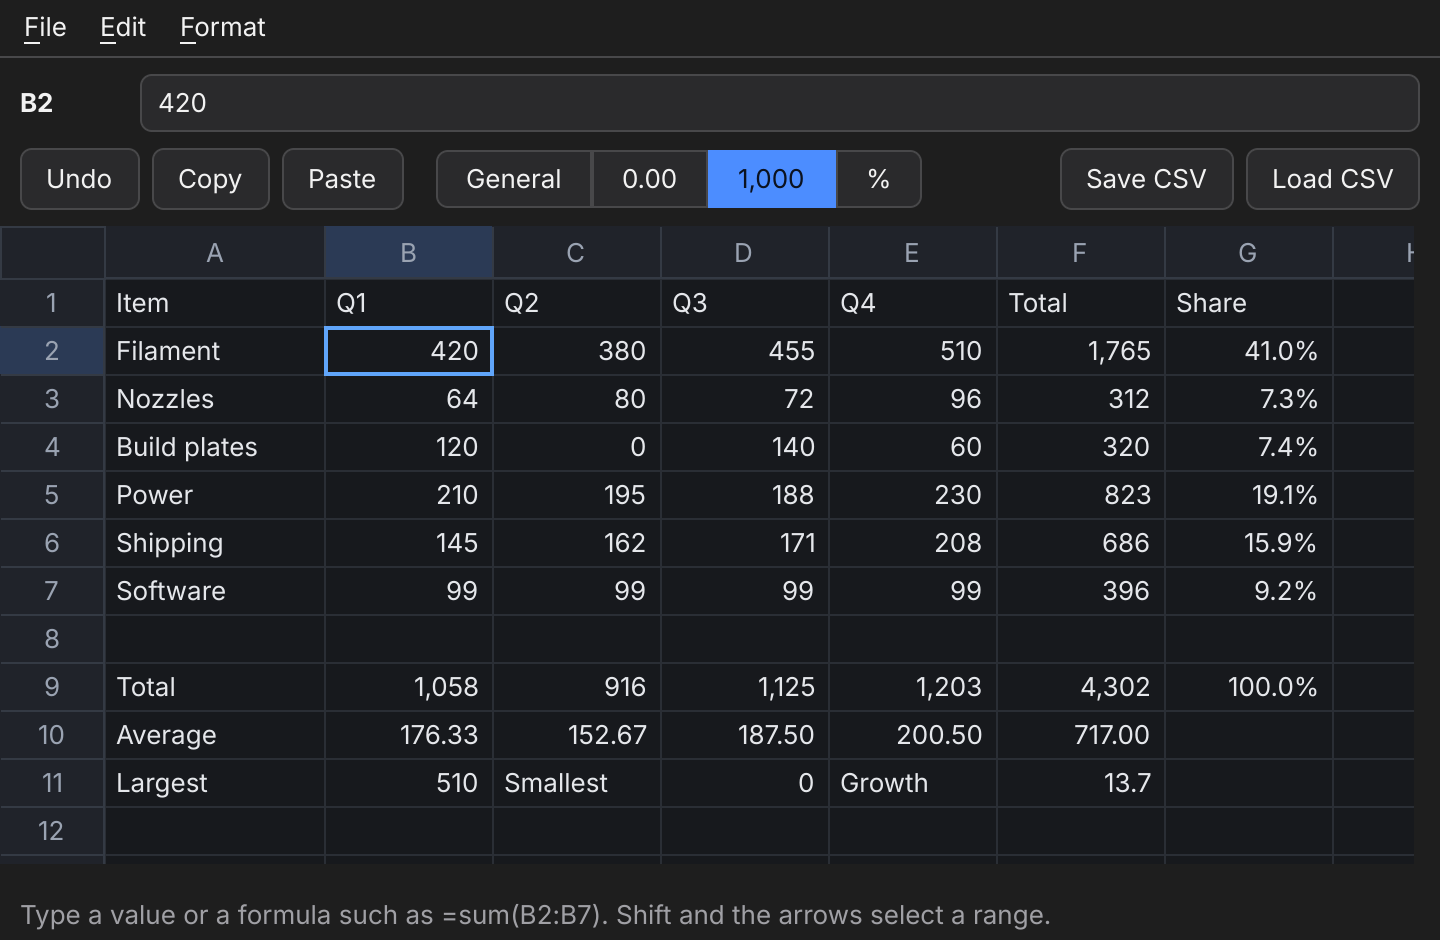 File Edit Format
B2 420
Undo Copy Paste General 0.00 1,000 % Save CSV Load CSV
A B C D E F G H
1 Item Q1 Q2 Q3 Q4 Total Share
2 Filament 420 380 455 510 1,765 41.0%
3 Nozzles 64 80 72 96 312 7.3%
4 Build plates 120 0 140 60 320 7.4%
5 Power 210 195 188 230 823 19.1%
6 Shipping 145 162 171 208 686 15.9%
7 Software 99 99 99 99 396 9.2%
8
9 Total 1,058 916 1,125 1,203 4,302 100.0%
10 Average 176.33 152.67 187.50 200.50 717.00
11 Largest 510 Smallest 0 Growth 13.7
12
Type a value or a formula such as =sum(B2:B7). Shift and the arrows select a range.